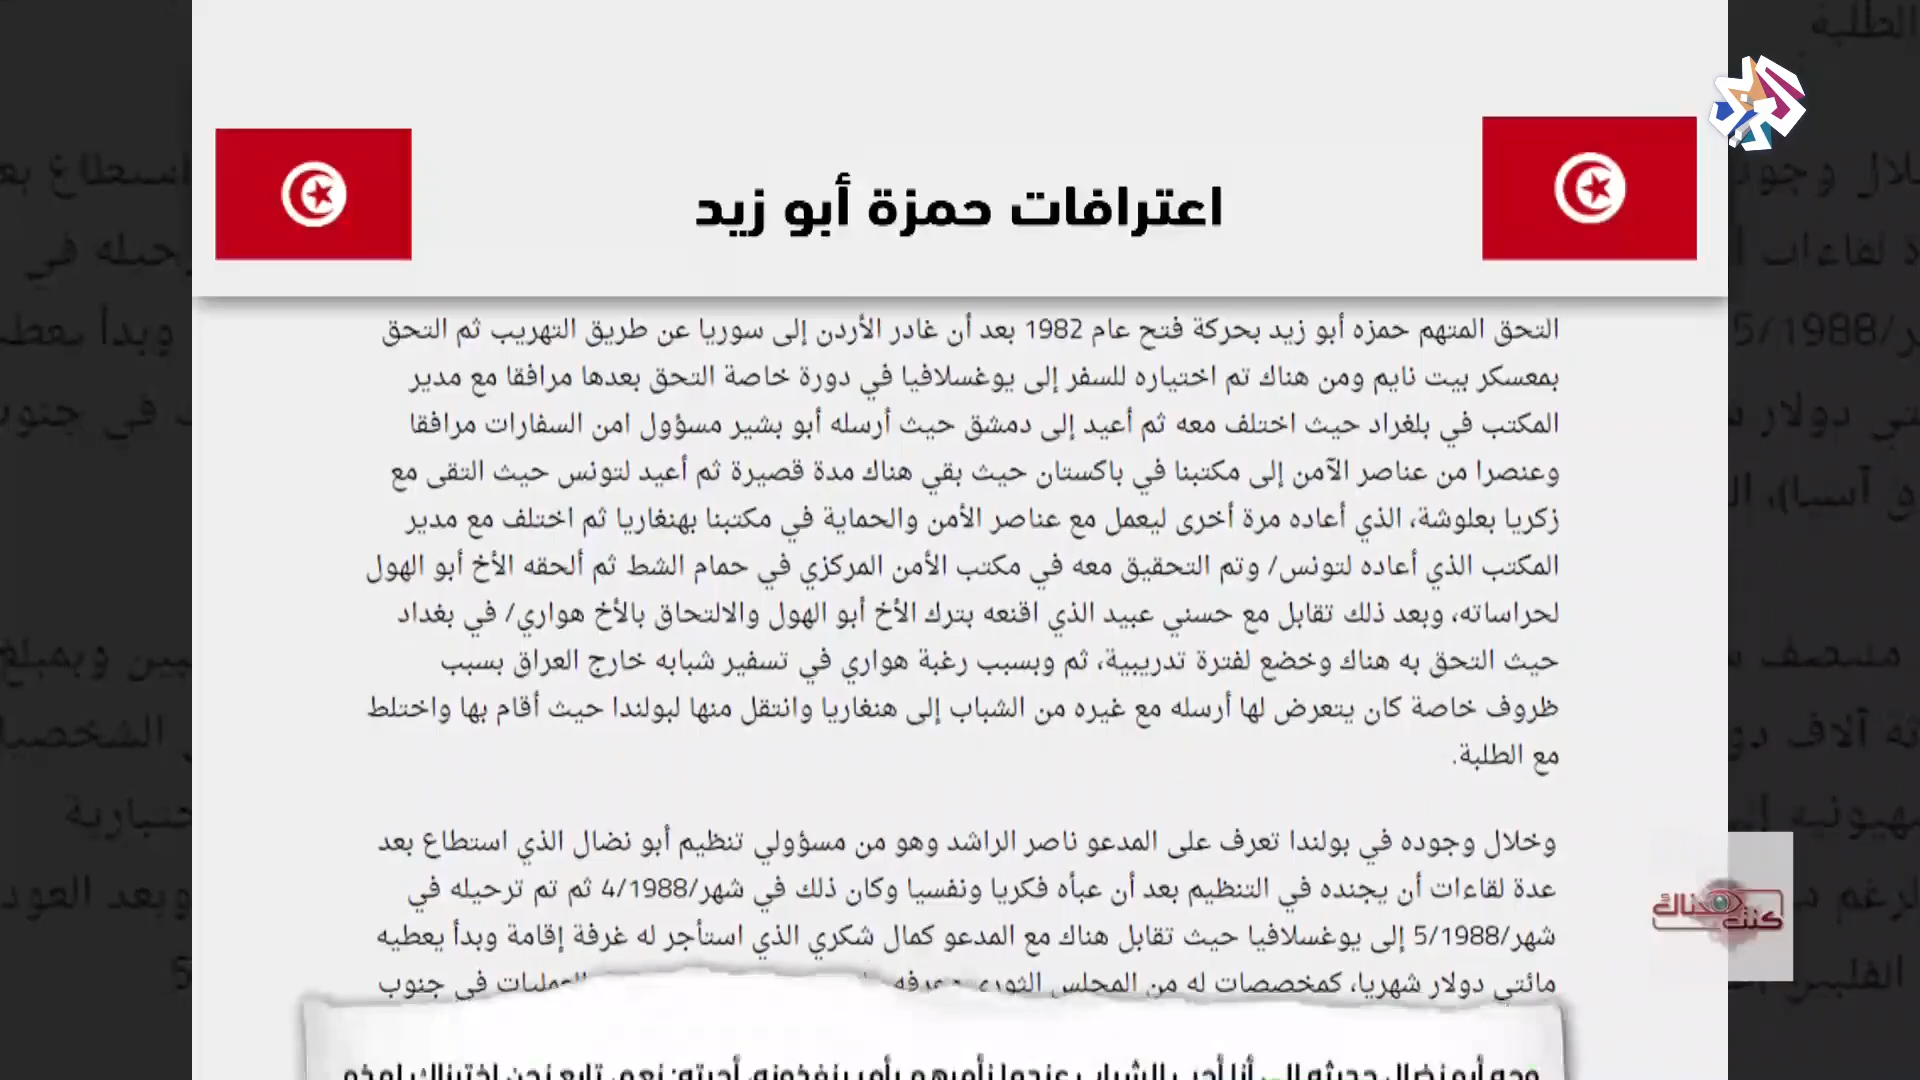 اعترافات حمزة أبو زيد
التحق المتهم حمزه أبو زيد بحركة فتح عام 1982 بعد أن غادر الأردن إلى سوريا عن طريق التهريب ثم التحق
بمعسكر بيت نايم ومن هناك تم اختياره للسفر إلى يوغسلافيا في دورة خاصة التحق بعدها مرافقا مع مدير
المكتب في بلغراد حيث اختلف معه ثم أعيد إلى دمشق حيث أرسله أبو بشير مسؤول امن السفارات مرافقا
وعنصرا من عناصر الآمن إلى مكتبنا في باكستان حيث بقي هناك مدة قصيرة ثم أعيد لتونس حيث التقى مع
زكريا بعلوشة، الذي أعاده مرة أخرى ليعمل مع عناصر الأمن والحماية في مكتبنا بهنغاريا ثم اختلف مع مدير
المكتب الذي أعاده لتونس/ وتم التحقيق معه في مكتب الأمن المركزي في حمام الشط ثم ألحقه الأخ أبو الهول
لحراساته، وبعد ذلك تقابل مع حسني عبيد الذي اقنعه بترك الأخ أبو الهول والالتحاق بالأخ هواري/ في بغداد
حيث التحق به هناك وخضع لفترة تدريبية، ثم وبسبب رغبة هواري في تسفير شبابه خارج العراق بسبب
ظروف خاصة كان يتعرض لها أرسله مع غيره من الشباب إلى هنغاريا وانتقل منها لبولندا حيث أقام بها واختلط
مع الطلبة.
وخلال وجوده في بولندا تعرف على المدعو ناصر الراشد وهو من مسؤولي تنظيم أبو نضال الذي استطاع بعد
عدة لقاءات أن يجنده في التنظيم بعد أن عبأه فكريا ونفسيا وكان ذلك في شهر/4/1988 ثم تم ترحيله في
شهر/5/1988 إلى يوغسلافيا حيث تقابل هناك مع المدعو كمال شكري الذي استأجر له غرفة إقامة وبدأ يعطيه
مائتي دولار شهريا، كمخصصات له من المجلس الثوري في جنوب
كنت هناك